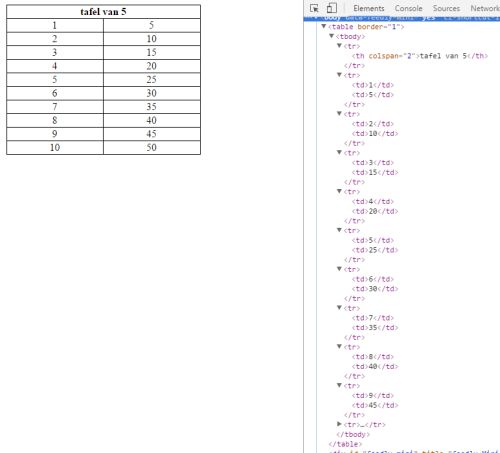 tafel van 5
1 5
2 10
3 15
4 20
5 25
6 30
7 35
8 40
9 45
10 50
Elements Console Sources Network
body data-feedly-mini="yes"
▼<table border="1">
▼<tbody>
▼<tr>
<th colspan="2">tafel van 5</th>
</tr>
▼<tr>
<td>1</td>
<td>5</td>
</tr>
▼<tr>
<td>2</td>
<td>10</td>
</tr>
▼<tr>
<td>3</td>
<td>15</td>
</tr>
▼<tr>
<td>4</td>
<td>20</td>
</tr>
▼<tr>
<td>5</td>
<td>25</td>
</tr>
▼<tr>
<td>6</td>
<td>30</td>
</tr>
▼<tr>
<td>7</td>
<td>35</td>
</tr>
▼<tr>
<td>8</td>
<td>40</td>
</tr>
▼<tr>
<td>9</td>
<td>45</td>
</tr>
▶<tr>…</tr>
</tbody>
</table>